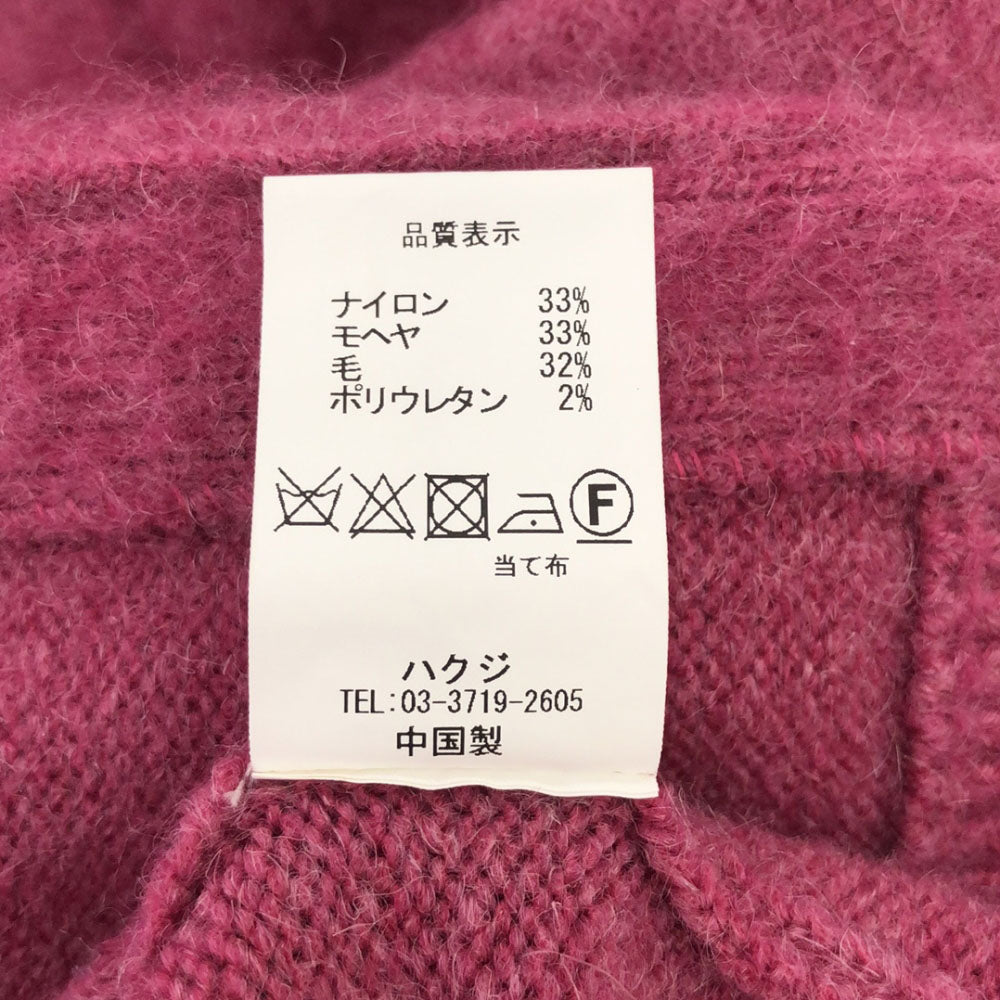 品質表示
ナイロン 33%
モヘヤ 33%
毛 32%
ポリウレタン 2%
F
当て布
ハクジ
TEL:03-3719-2605
中国製